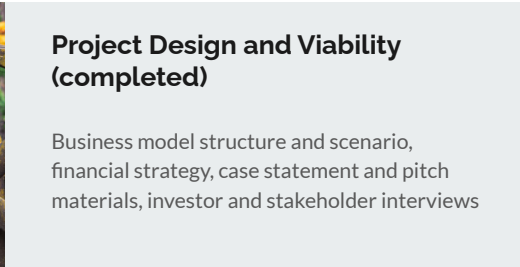 Project Design and Viability
(completed)
Business model structure and scenario,
financial strategy, case statement and pitch
materials, investor and stakeholder interviews